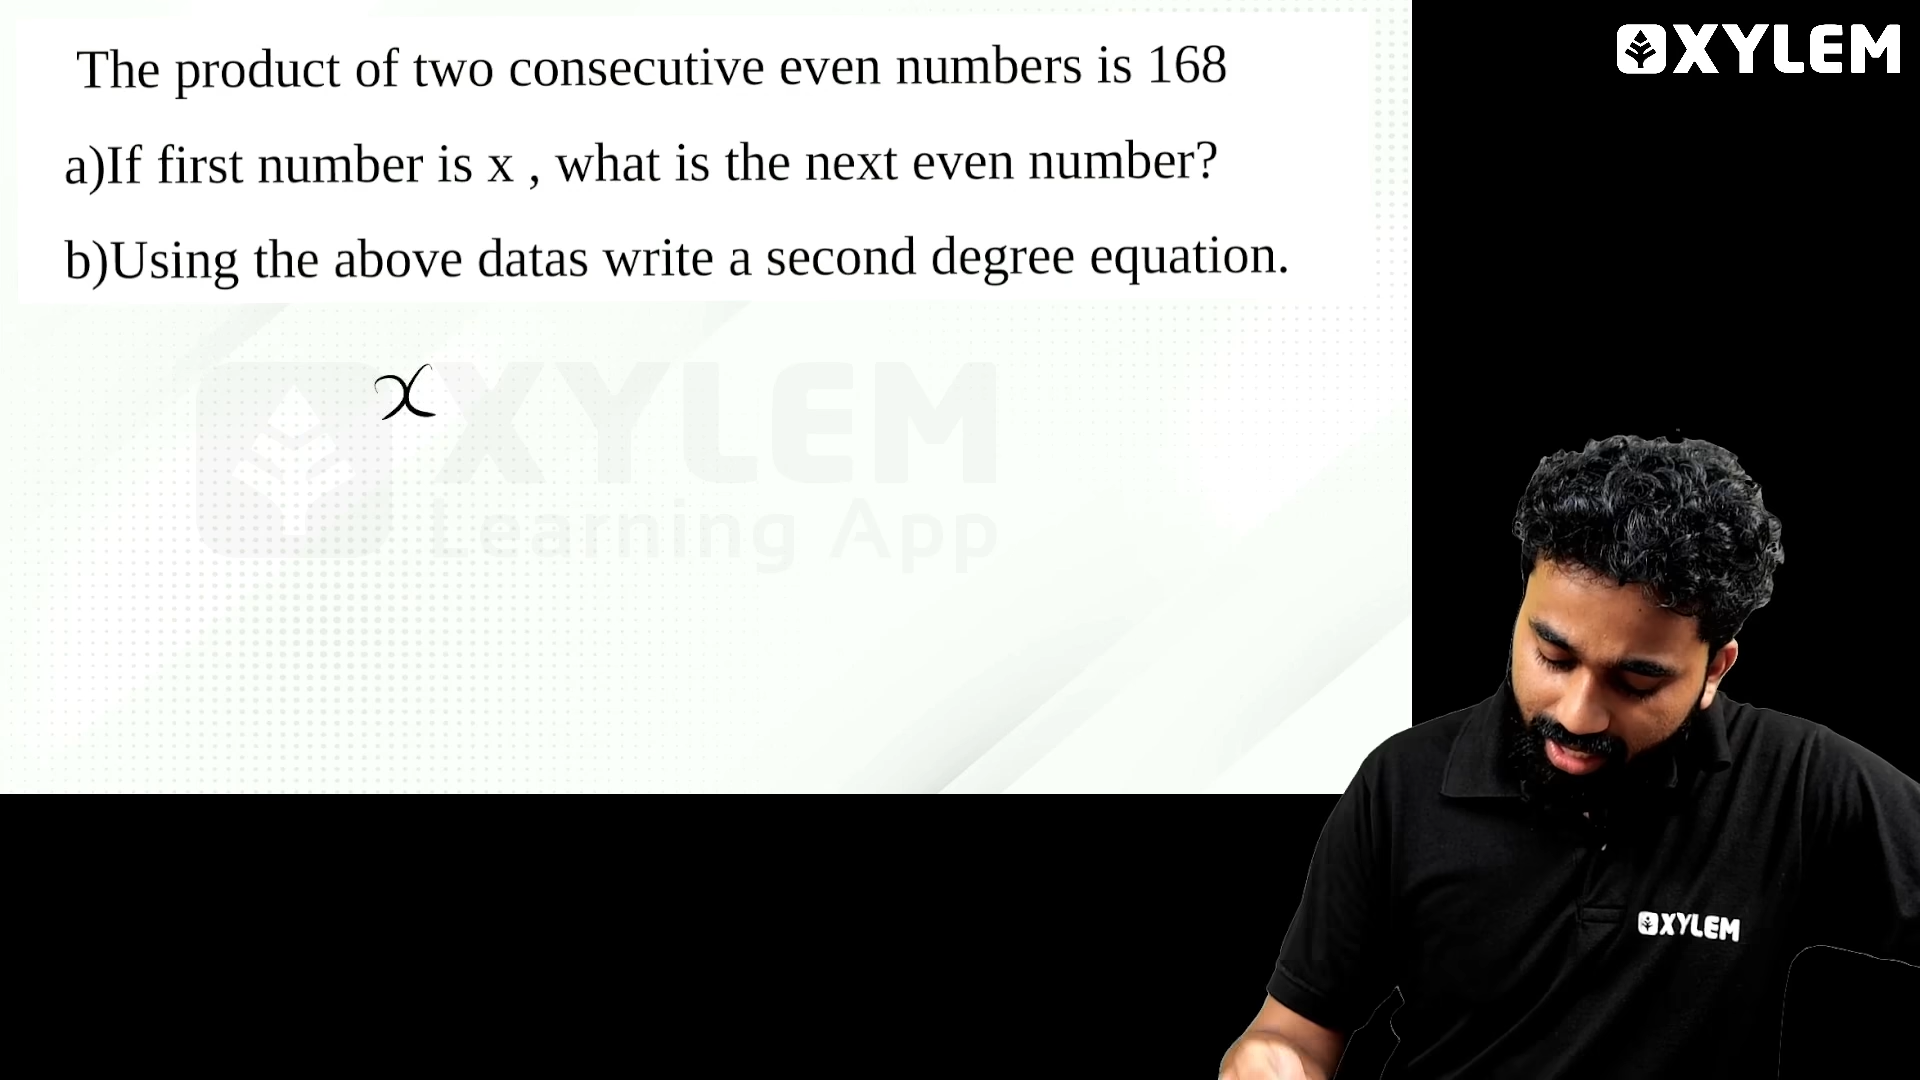 XYLEM
The product of two consecutive even numbers is 168
a)If first number is x , what is the next even number?
b)Using the above datas write a second degree equation.
x
XYLEM
Learning App
XYLEM